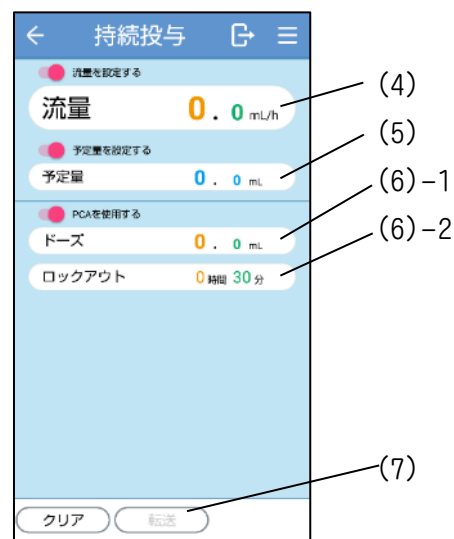 持続投与
流量を設定する
流量 0 . 0 mL/h
(4)
予定量を設定する
(5)
予定量 0 . 0 mL
(6)-1
PCAを使用する
ドーズ 0 . 0 mL
(6)-2
ロックアウト 0 時間 30 分
(7)
クリア 転送